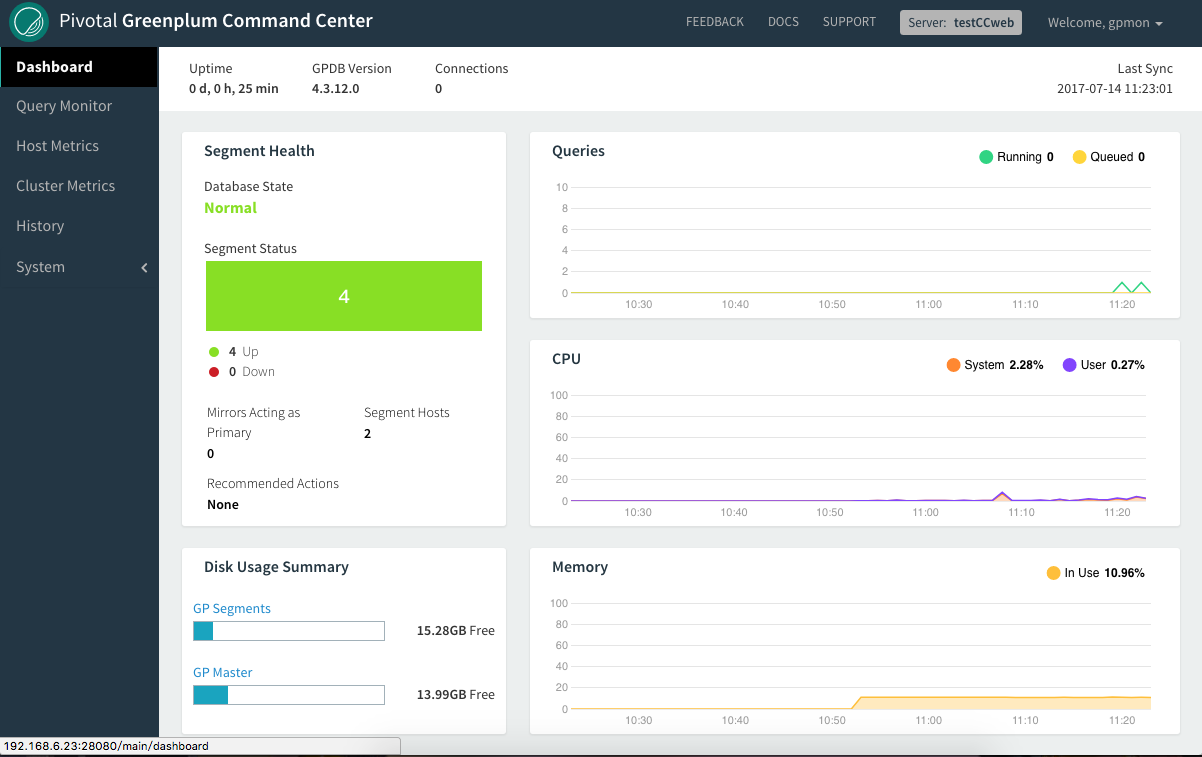 Pivotal Greenplum Command Center
FEEDBACK DOCS SUPPORT Server: testCCweb Welcome, gpmon
Dashboard
Query Monitor
Host Metrics
Cluster Metrics
History
System
Uptime GPDB Version Connections Last Sync
0 d, 0 h, 25 min 4.3.12.0 0 2017-07-14 11:23:01
Segment Health
Database State
Normal
Segment Status
4
4 Up
0 Down
Mirrors Acting as Primary
0
Segment Hosts
2
Recommended Actions
None
Queries
Running 0 Queued 0
10
8
6
4
2
0
10:30 10:40 10:50 11:00 11:10 11:20
CPU
System 2.28% User 0.27%
100
80
60
40
20
0
10:30 10:40 10:50 11:00 11:10 11:20
Disk Usage Summary
GP Segments
15.28GB Free
GP Master
13.99GB Free
Memory
In Use 10.96%
100
80
60
40
20
0
10:30 10:40 10:50 11:00 11:10 11:20
192.168.6.23:28080/main/dashboard